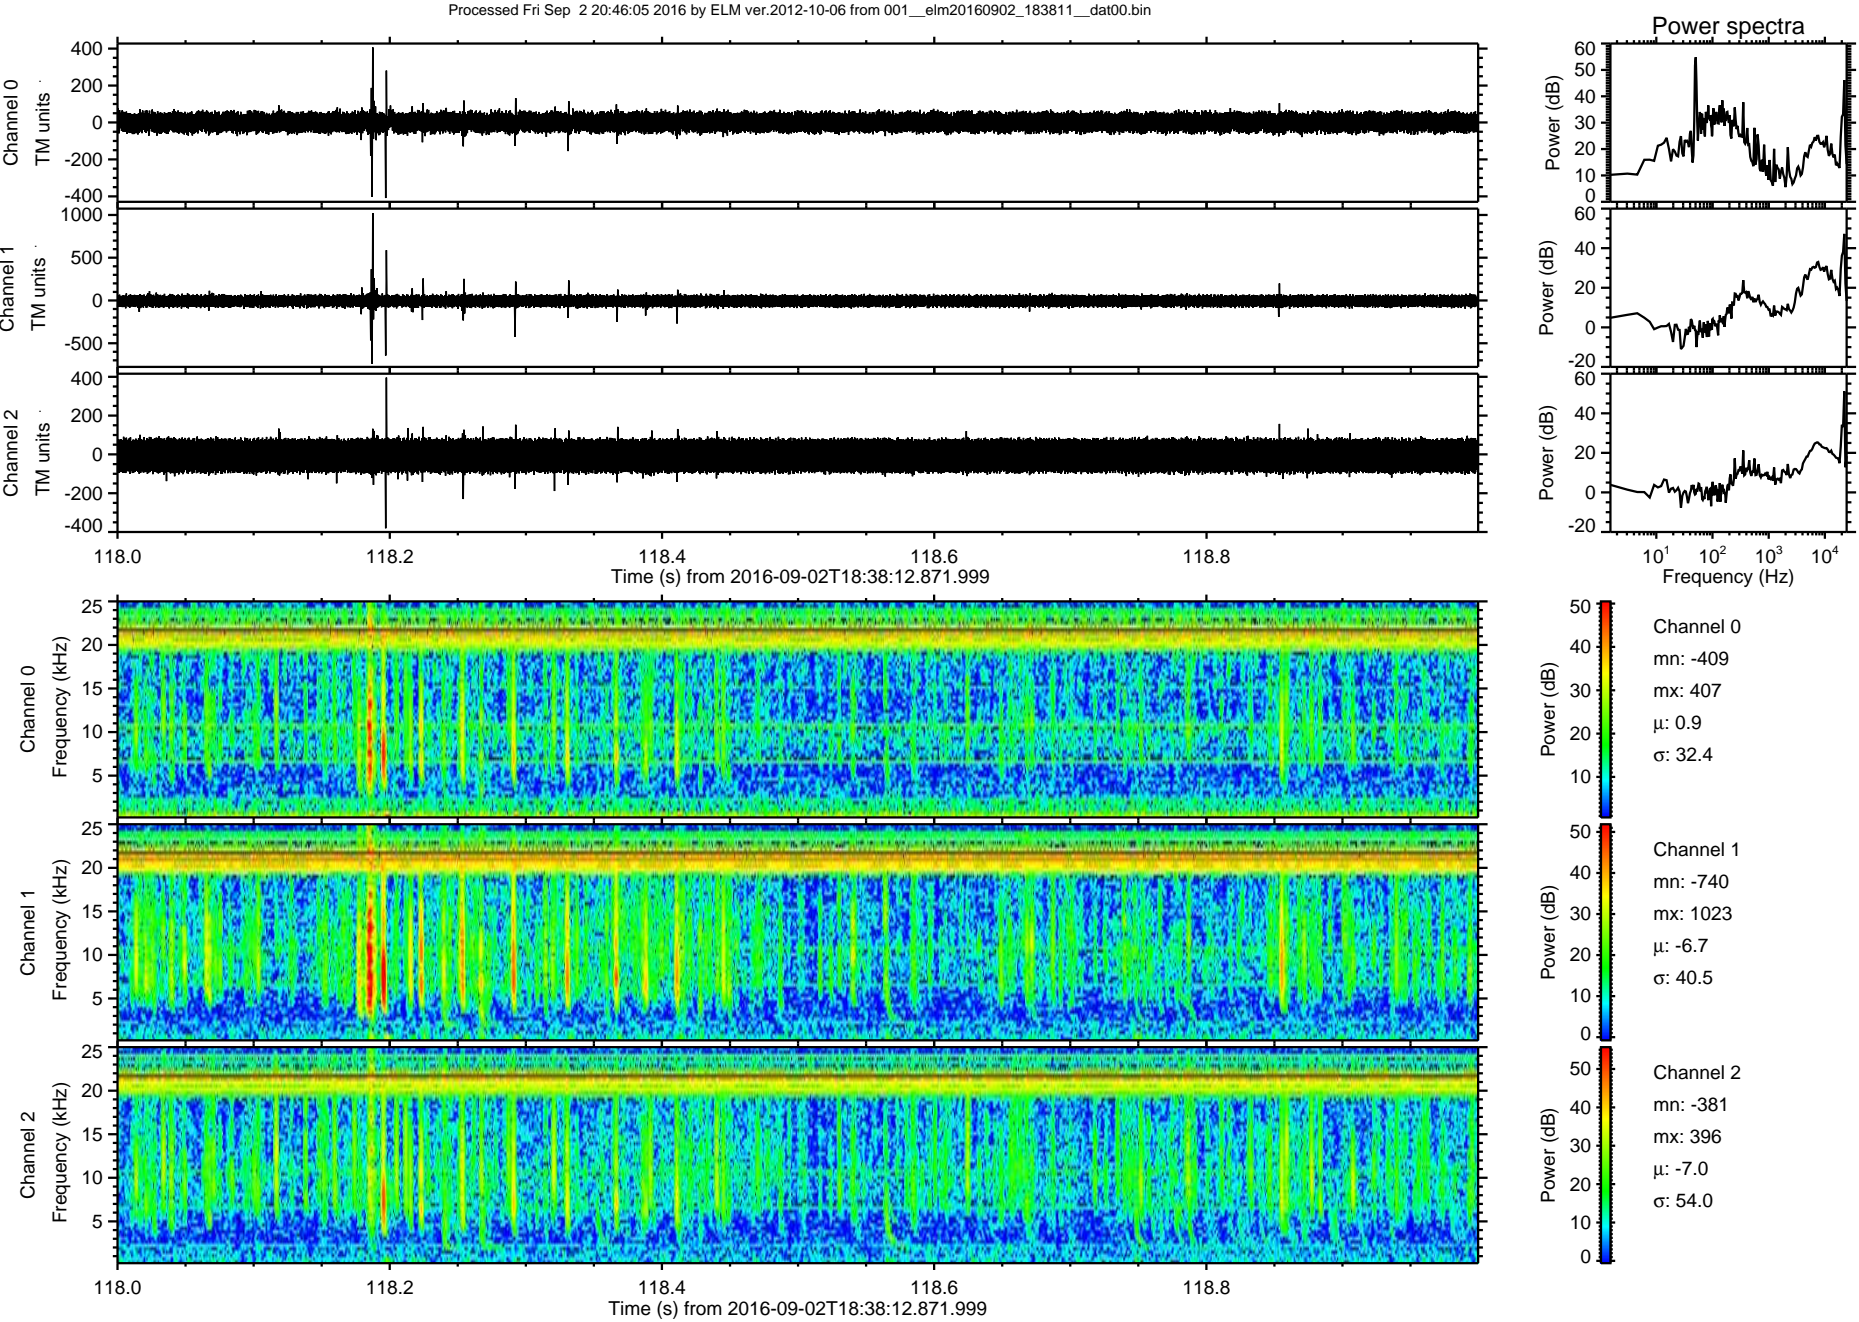 Processed Fri Sep  2 20:46:05 2016 by ELM ver.2012-10-06 from 001__elm20160902_183811__dat00.bin
Power spectra
Channel 0
TM units
400
200
0
-200
-400
Power (dB)
60
50
40
30
20
10
0
Channel 1
TM units
1000
500
0
-500
Power (dB)
60
40
20
0
-20
Channel 2
TM units
400
200
0
-200
-400
Power (dB)
60
40
20
0
-20
118.0 118.2 118.4 118.6 118.8
Time (s) from 2016-09-02T18:38:12.871.999
10^1 10^2 10^3 10^4
Frequency (Hz)
Channel 0
Frequency (kHz)
25
20
15
10
5
Power (dB)
50
40
30
20
10
Channel 0
mn: -409
mx: 407
μ: 0.9
σ: 32.4
Channel 1
Frequency (kHz)
25
20
15
10
5
Power (dB)
50
40
30
20
10
0
Channel 1
mn: -740
mx: 1023
μ: -6.7
σ: 40.5
Channel 2
Frequency (kHz)
25
20
15
10
5
Power (dB)
50
40
30
20
10
0
Channel 2
mn: -381
mx: 396
μ: -7.0
σ: 54.0
118.0 118.2 118.4 118.6 118.8
Time (s) from 2016-09-02T18:38:12.871.999